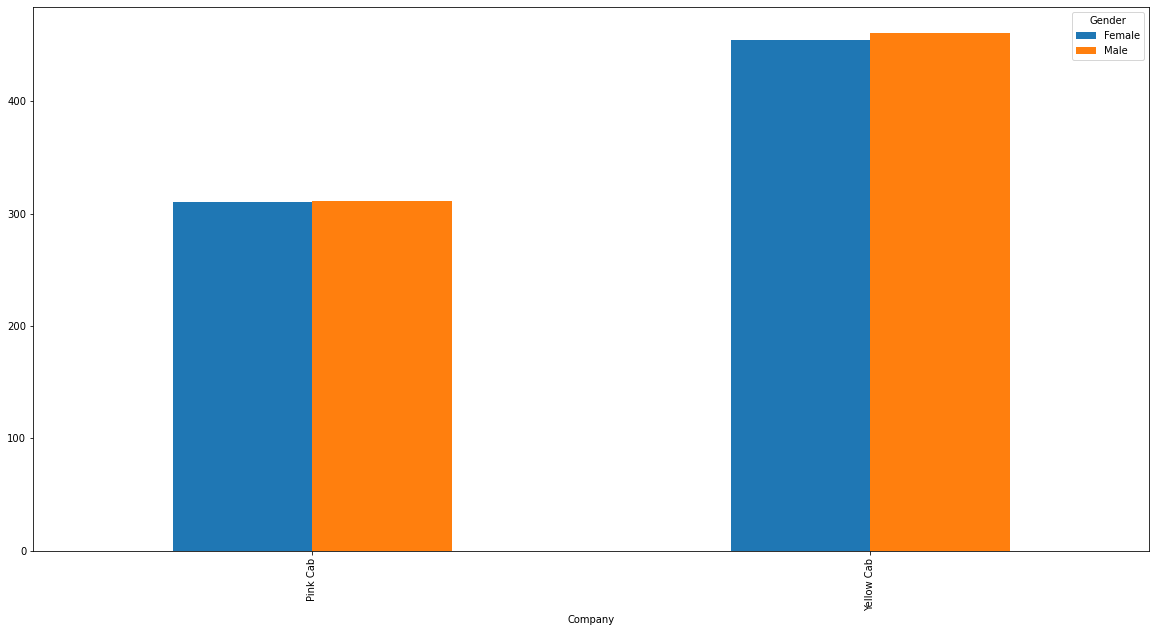 Gender
Female
Male
400
300
200
100
0
Pink Cab
Yellow Cab
Company